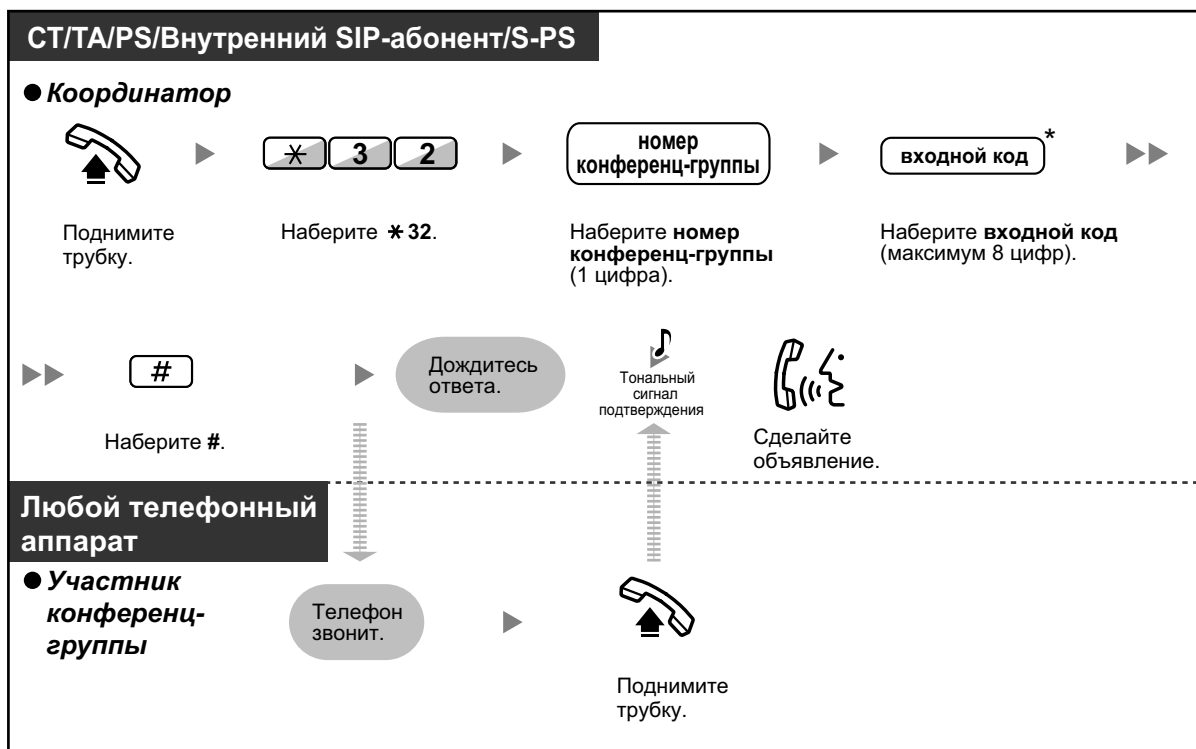 СТ/ТА/PS/Внутренний SIP-абонент/S-PS
● Координатор
* 3 2
номер
конференц-группы
входной код *
Поднимите
трубку.
Наберите * 32.
Наберите номер
конференц-группы
(1 цифра).
Наберите входной код
(максимум 8 цифр).
#
Дождитесь
ответа.
Тональный
сигнал
подтверждения
Наберите #.
Сделайте
объявление.
Любой телефонный
аппарат
● Участник
конференц-
группы
Телефон
звонит.
Поднимите
трубку.